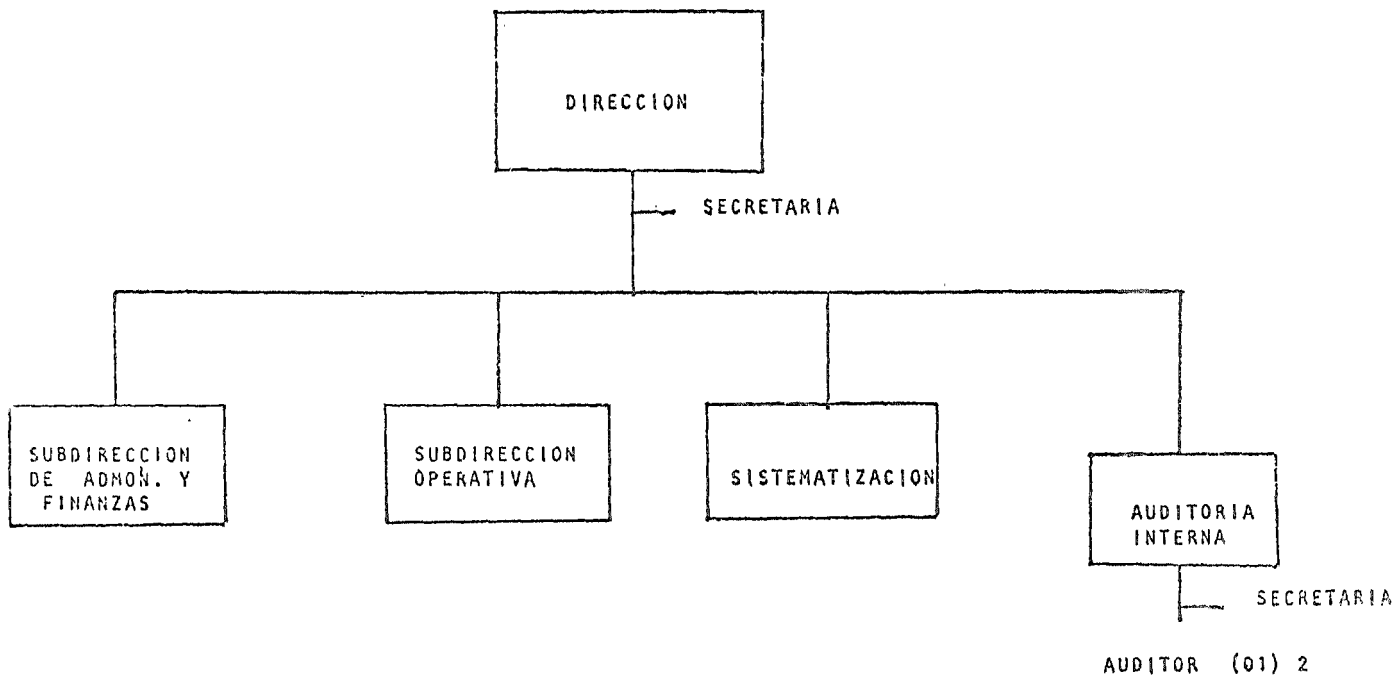 DIRECCION
SECRETARIA
SUBDIRECCION
DE ADMON. Y
FINANZAS
SUBDIRECCION
OPERATIVA
SISTEMATIZACION
AUDITORIA
INTERNA
SECRETARIA
AUDITOR (01) 2